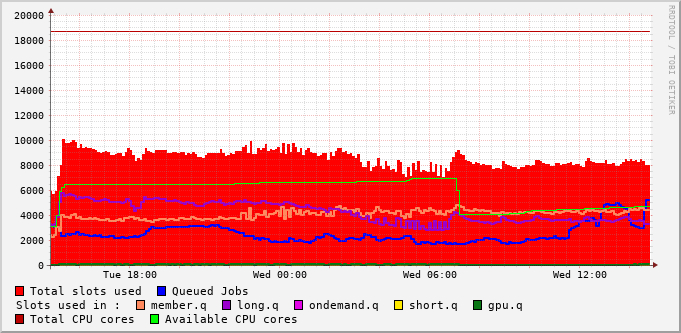 20000
18000
16000
14000
12000
10000
8000
6000
4000
2000
0
Tue 18:00 Wed 00:00 Wed 06:00 Wed 12:00
Total slots used Queued Jobs
Slots used in : member.q long.q ondemand.q short.q gpu.q
Total CPU cores Available CPU cores
RRDTOOL / TOBI OETIKER